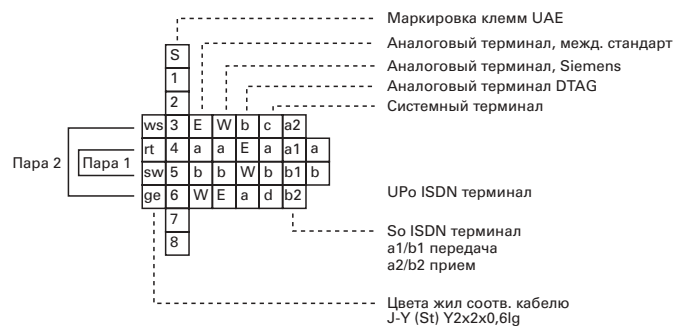 Маркировка клемм UAE
Аналоговый терминал, межд. стандарт
Аналоговый терминал, Siemens
Аналоговый терминал DTAG
Системный терминал
S
1
2
ws 3 E W b c a2
rt 4 a a E a a1 a
sw 5 b b W b b1 b
ge 6 W E a d b2
7
8
Пара 2
Пара 1
UPo ISDN терминал
So ISDN терминал
a1/b1 передача
a2/b2 прием
Цвета жил соотв. кабелю
J-Y (St) Y2x2x0,6lg